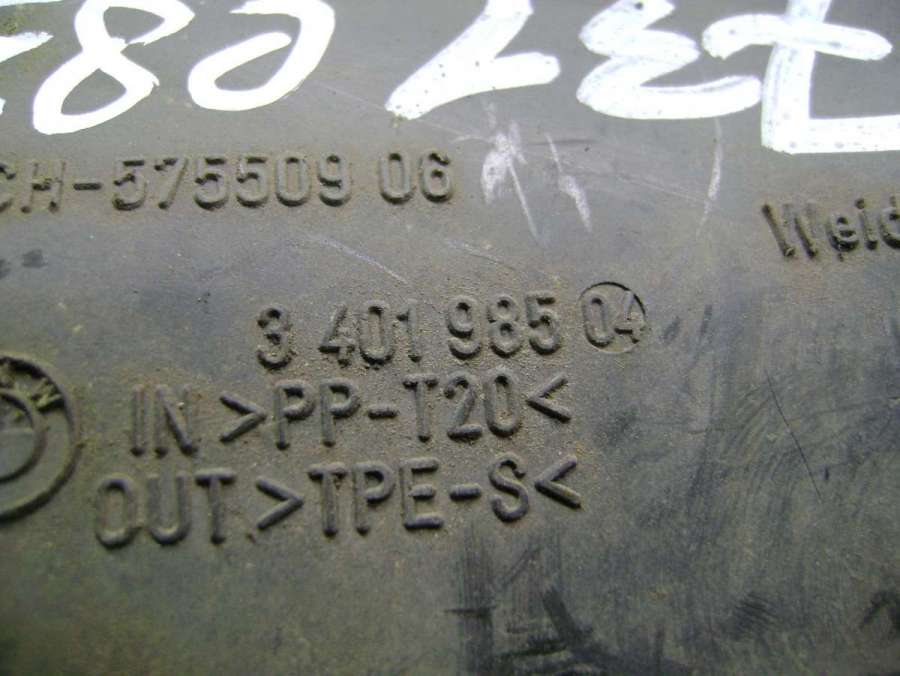 CH-575509 06
Weid
3 401 985 04
IN >PP-T20<
OUT >TPE-S<